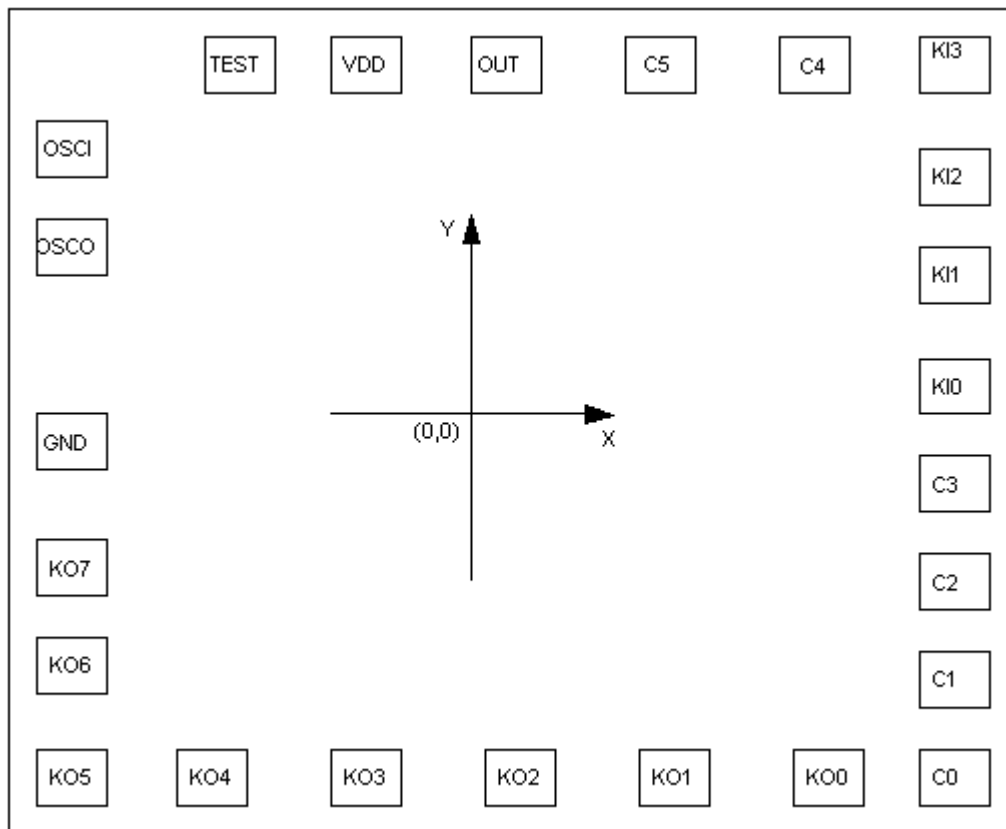 TEST VDD OUT C5 C4 KI3
OSCI
KI2
OSCO
Y
KI1
KI0
(0,0)
X
GND
C3
KO7
C2
KO6
C1
KO5 KO4 KO3 KO2 KO1 KO0 C0